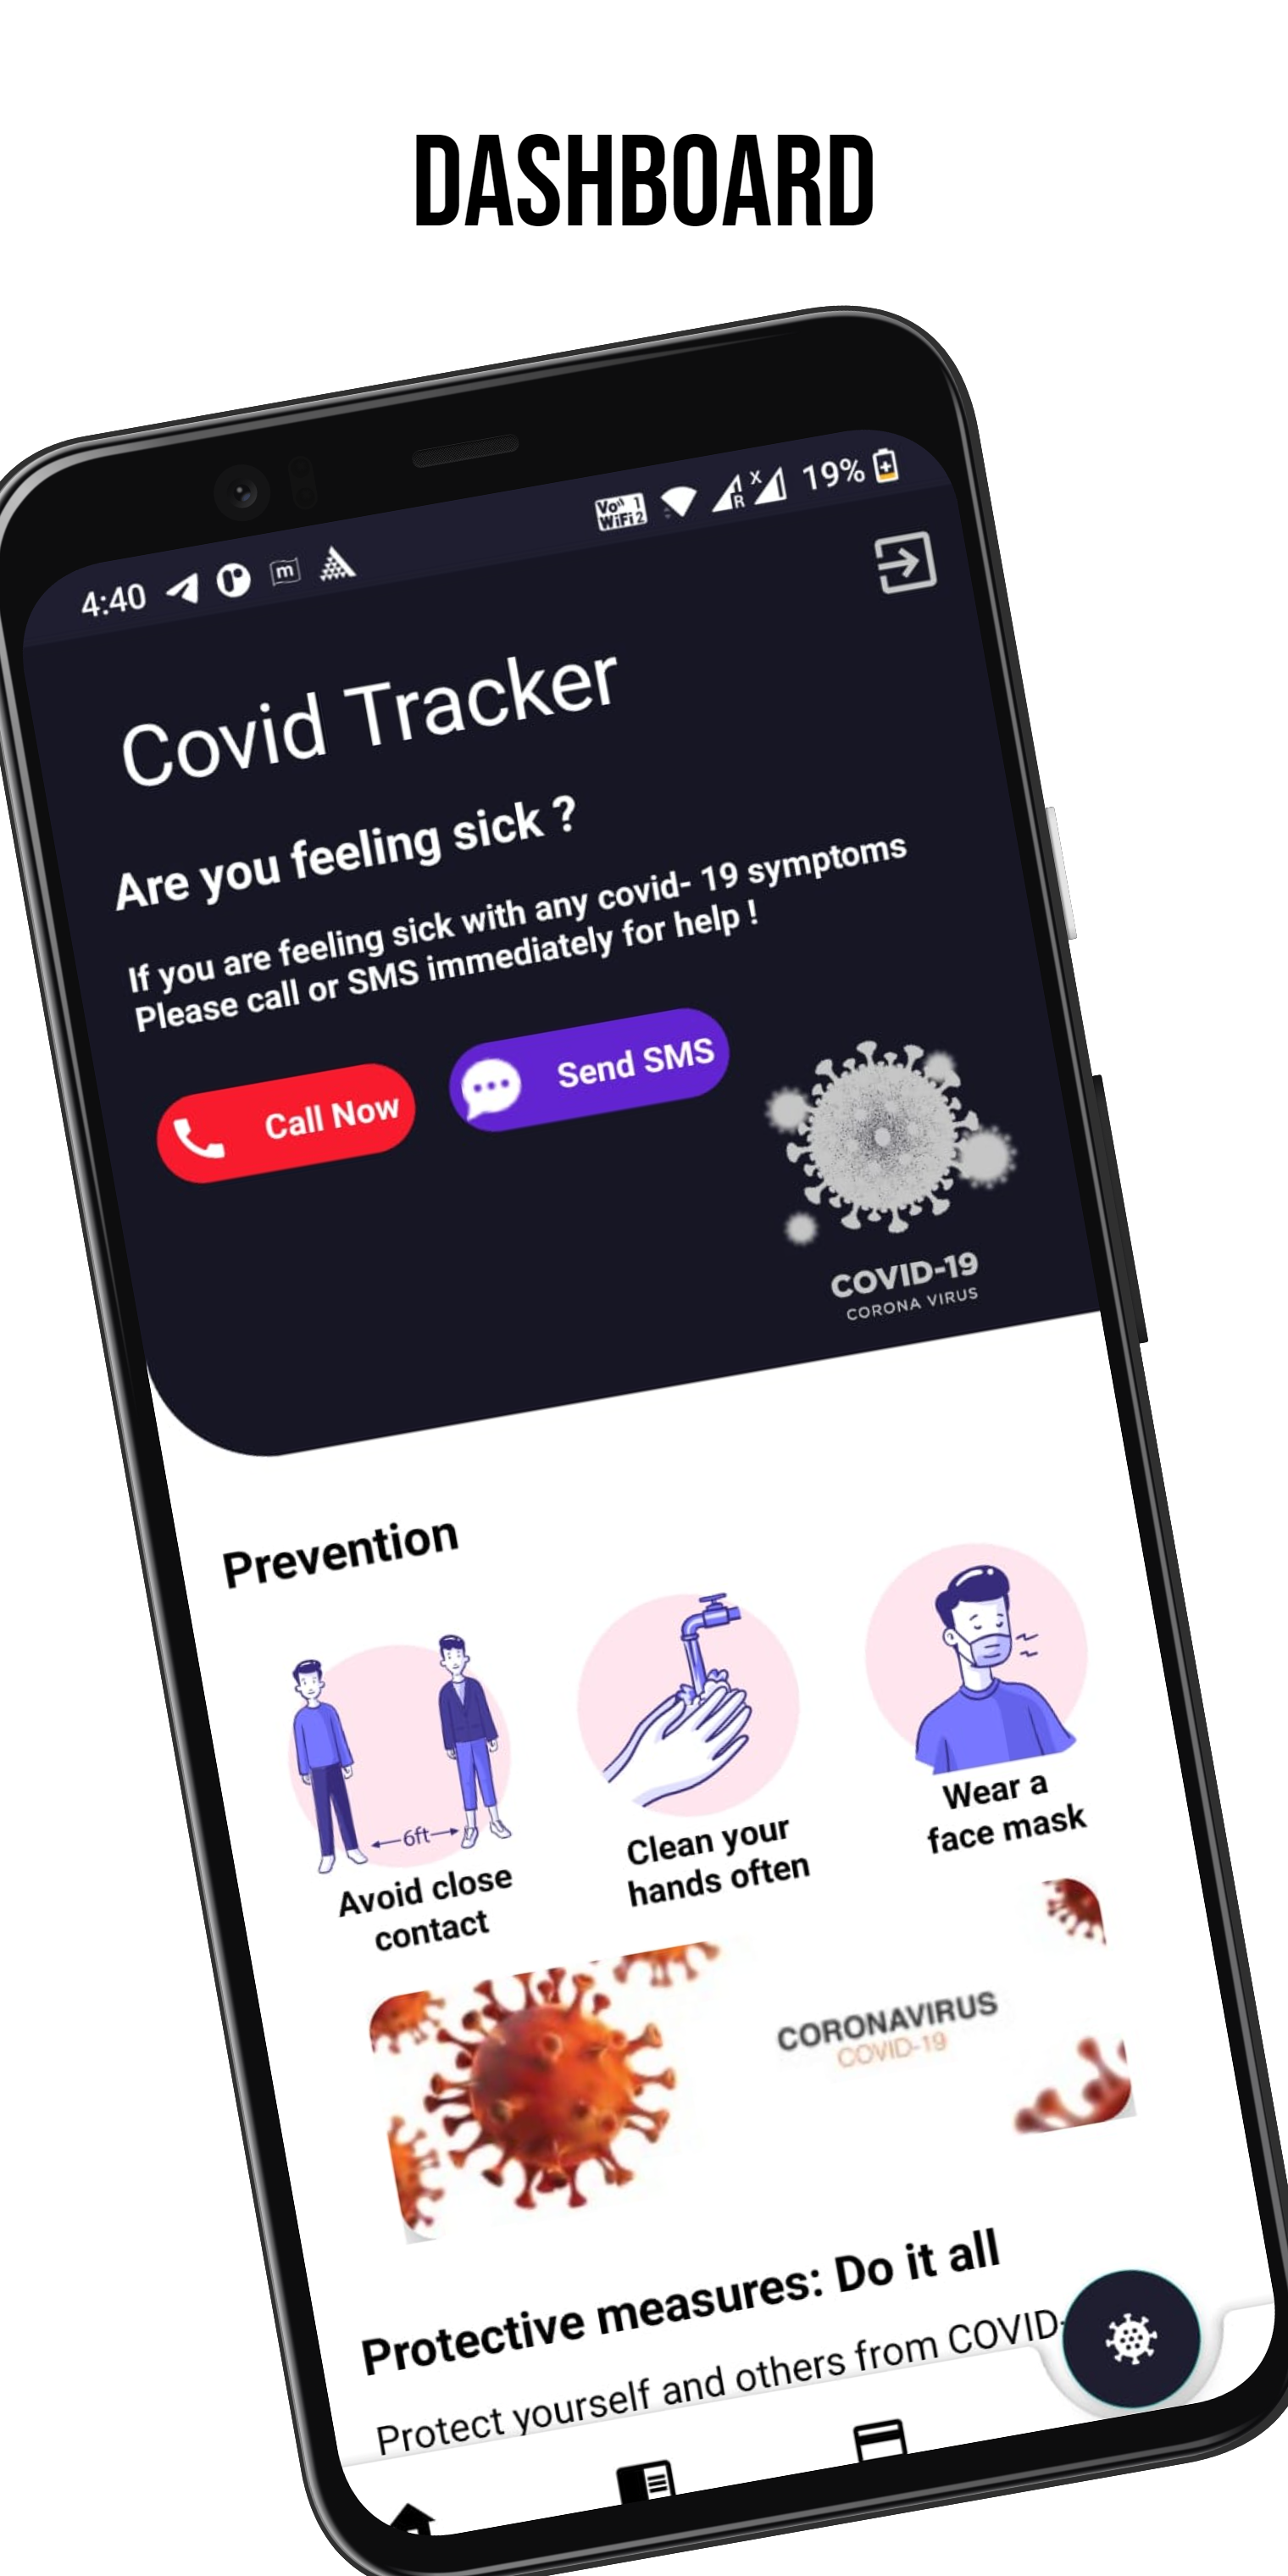 DASHBOARD
4:40
m
Vo)) 1
WiFi 2
R
x
19%
Covid Tracker
Are you feeling sick ?
If you are feeling sick with any covid- 19 symptoms
Please call or SMS immediately for help !
Call Now
Send SMS
COVID-19
CORONA VIRUS
Prevention
6ft
Avoid close
contact
Clean your
hands often
Wear a
face mask
CORONAVIRUS
COVID-19
Protective measures: Do it all
Protect yourself and others from COVID-